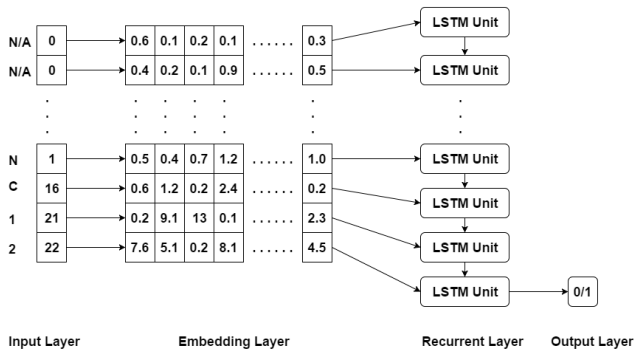 LSTM Unit
N/A 0 0.6 0.1 0.2 0.1 ...... 0.3
N/A 0 0.4 0.2 0.1 0.9 ...... 0.5 LSTM Unit
N 1 0.5 0.4 0.7 1.2 ...... 1.0 LSTM Unit
C 16 0.6 1.2 0.2 2.4 ...... 0.2 LSTM Unit
1 21 0.2 9.1 13 0.1 ...... 2.3 LSTM Unit
2 22 7.6 5.1 0.2 8.1 ...... 4.5
LSTM Unit 0/1
Input Layer Embedding Layer Recurrent Layer Output Layer